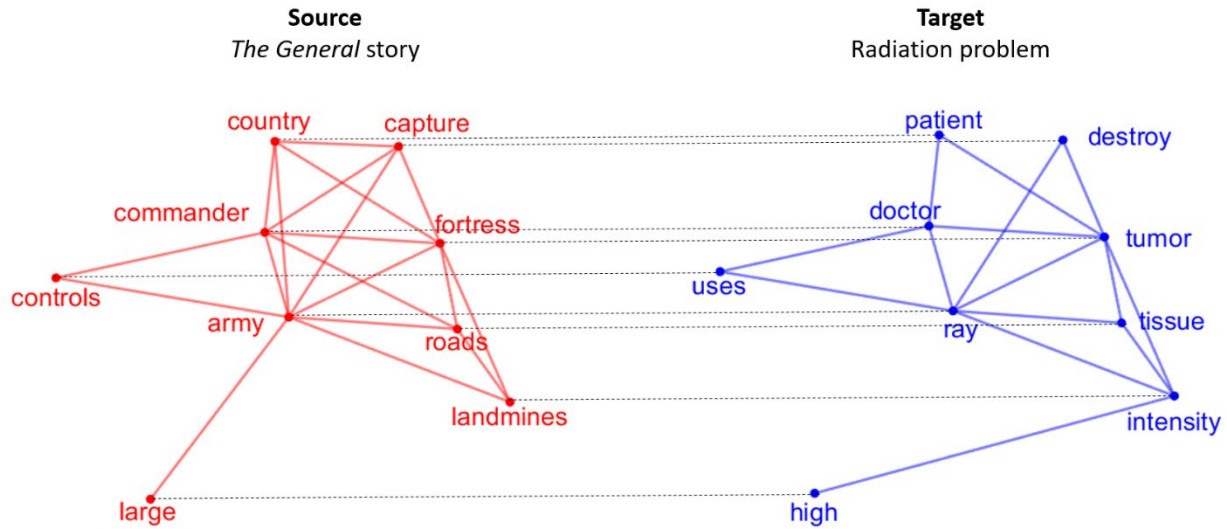 Source
The General story
Target
Radiation problem
country
capture
commander
fortress
controls
army
roads
landmines
large
patient
destroy
doctor
tumor
uses
ray
tissue
intensity
high